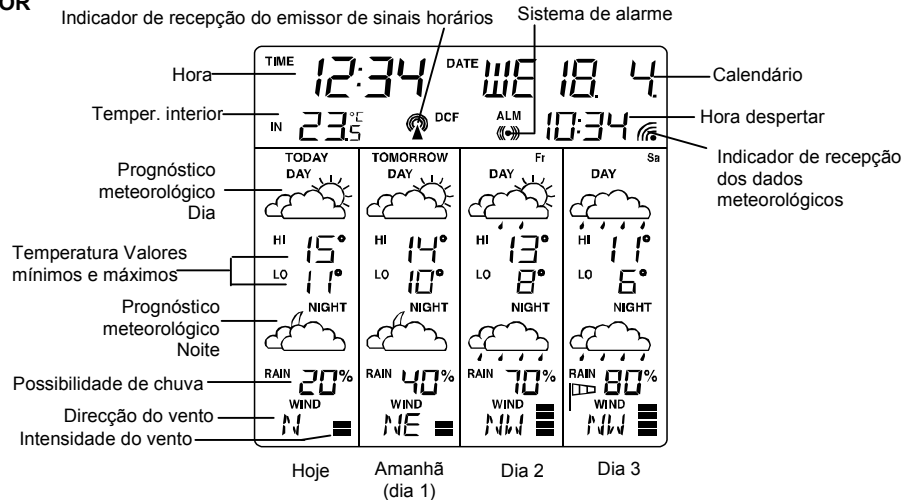 OR
Indicador de recepção do emissor de sinais horários
Sistema de alarme
Hora
TIME 12:34 DATE WE 18. 4.
Calendário
Temper. interior
IN 23.5 °C DCF ALM 10:34
Hora despertar
Indicador de recepção
dos dados
meteorológicos
Prognóstico
meteorológico
Dia
TODAY TOMORROW Fr Sa
DAY DAY DAY DAY
Temperatura Valores
mínimos e máximos
HI 15° HI 14° HI 13° HI 11°
LO 11° LO 10° LO 8° LO 6°
Prognóstico
meteorológico
Noite
NIGHT NIGHT NIGHT NIGHT
Possibilidade de chuva
RAIN 20% RAIN 40% RAIN 70% RAIN 80%
Direcção do vento
Intensidade do vento
WIND WIND WIND WIND
N NE NW NW
Hoje
Amanhã
(dia 1)
Dia 2
Dia 3